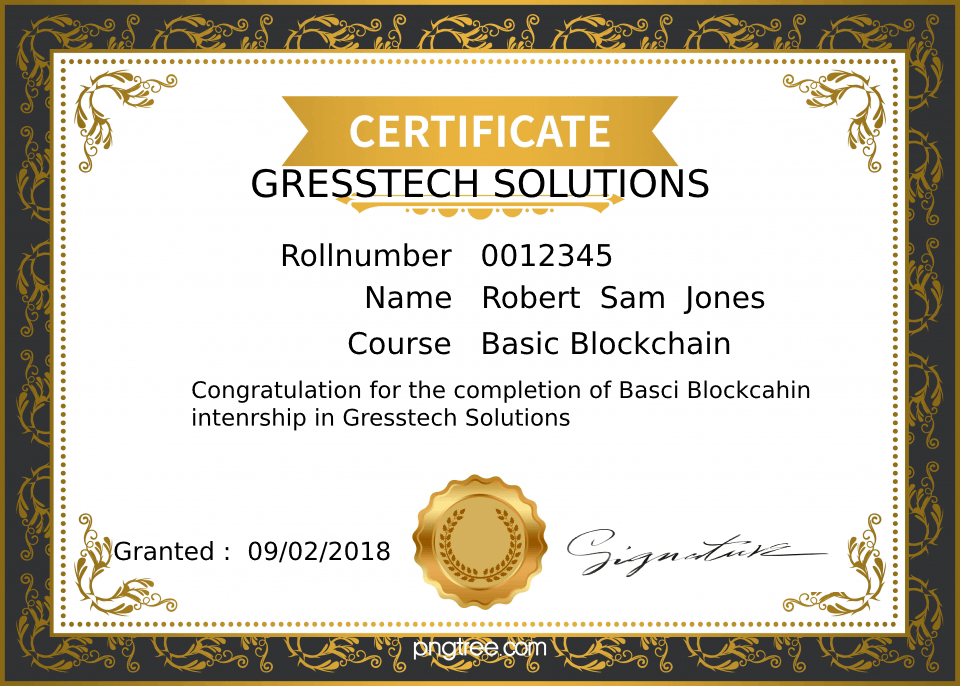 CERTIFICATE
GRESSTECH SOLUTIONS
Rollnumber 0012345
Name Robert Sam Jones
Course Basic Blockchain
Congratulation for the completion of Basci Blockcahin
intenrship in Gresstech Solutions
Granted : 09/02/2018
Signature
pngtree.com